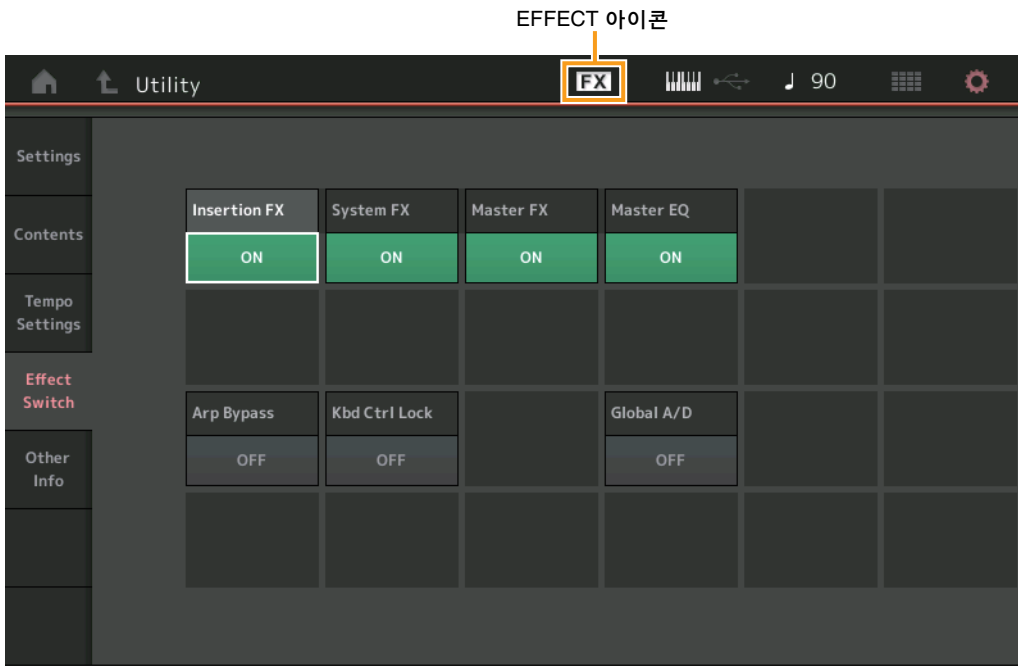 EFFECT 아이콘
Utility
FX
90
Settings
Contents
Tempo
Settings
Effect
Switch
Other
Info
Insertion FX
System FX
Master FX
Master EQ
ON
ON
ON
ON
Arp Bypass
Kbd Ctrl Lock
Global A/D
OFF
OFF
OFF